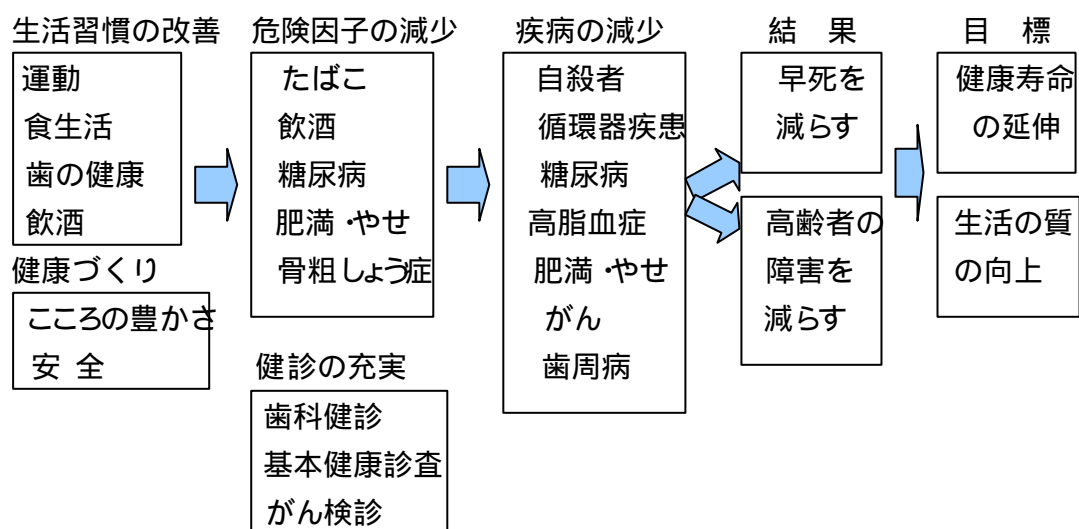 生活習慣の改善
運動
食生活
歯の健康
飲酒
健康づくり
こころの豊かさ
安 全
危険因子の減少
たばこ
飲酒
糖尿病
肥満・やせ
骨粗しょう症
健診の充実
歯科健診
基本健康診査
がん検診
疾病の減少
自殺者
循環器疾患
糖尿病
高脂血症
肥満・やせ
がん
歯周病
結 果
早死を
減らす
高齢者の
障害を
減らす
目 標
健康寿命
の延伸
生活の質
の向上